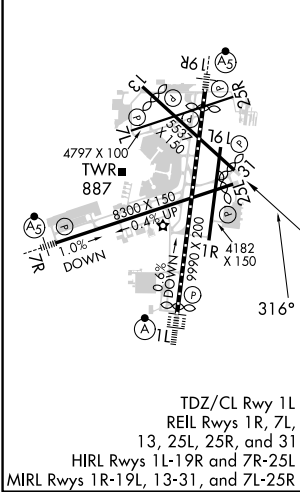 19R
A5
13
P
25R
P
P
5537
X 150
7L
19L
4797 X 100
TWR
887
P
8300 X 150
0.4% UP
25L
31
A5
P
7R
1.0%
DOWN
P
1R
4182
X 150
0.6%
DOWN
9990 X 200
P
316°
A
1L
TDZ/CL Rwy 1L
REIL Rwys 1R, 7L,
13, 25L, 25R, and 31
HIRL Rwys 1L-19R and 7R-25L
MIRL Rwys 1R-19L, 13-31, and 7L-25R